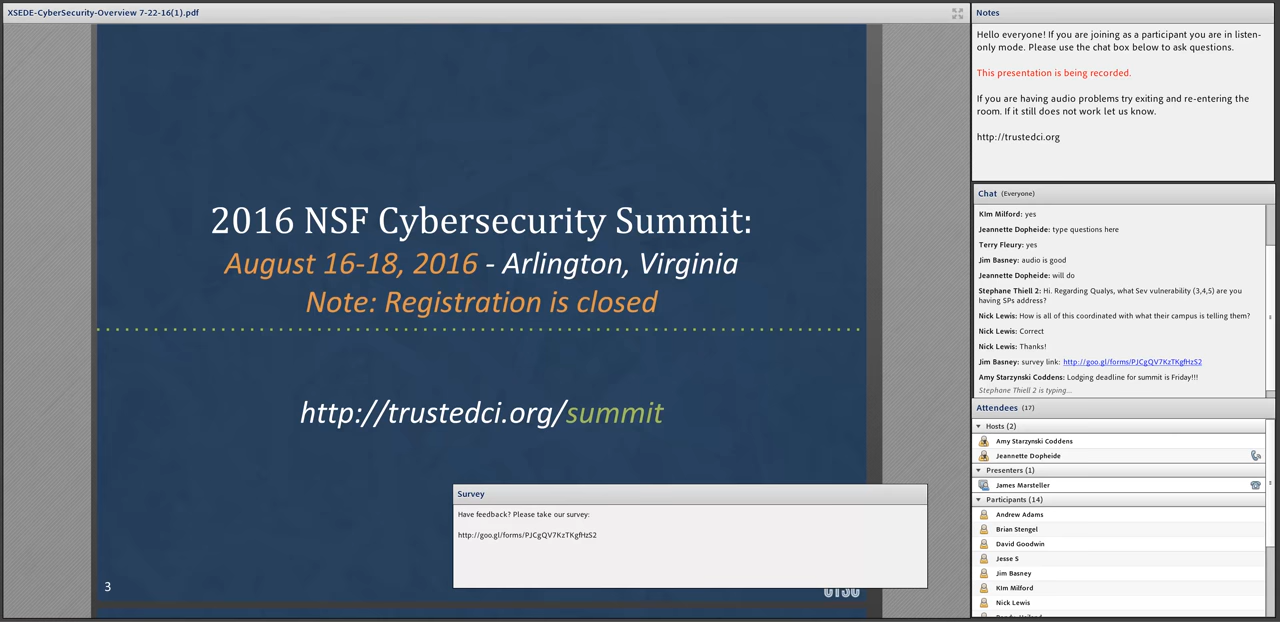 XSEDE-CyberSecurity-Overview 7-22-16(1).pdf
2016 NSF Cybersecurity Summit:
August 16-18, 2016 - Arlington, Virginia
Note: Registration is closed
http://trustedci.org/summit
3
Survey
Have feedback? Please take our survey:
http://goo.gl/forms/PJCgQV7KzTKgfHzS2
Notes
Hello everyone! If you are joining as a participant you are in listen-
only mode. Please use the chat box below to ask questions.
This presentation is being recorded.
If you are having audio problems try exiting and re-entering the
room. If it still does not work let us know.
http://trustedci.org
Chat (Everyone)
KIm Milford: yes
Jeannette Dopheide: type questions here
Terry Fleury: yes
Jim Basney: audio is good
Jeannette Dopheide: will do
Stephane Thiell 2: Hi. Regarding Qualys, what Sev vulnerability (3,4,5) are you
having SPs address?
Nick Lewis: How is all of this coordinated with what their campus is telling them?
Nick Lewis: Correct
Nick Lewis: Thanks!
Jim Basney: survey link: http://goo.gl/forms/PJCgQV7KzTKgfHzS2
Amy Starzynski Coddens: Lodging deadline for summit is Friday!!!
Stephane Thiell 2 is typing...
Attendees (17)
Hosts (2)
Amy Starzynski Coddens
Jeannette Dopheide
Presenters (1)
James Marsteller
Participants (14)
Andrew Adams
Brian Stengel
David Goodwin
Jesse S
Jim Basney
KIm Milford
Nick Lewis